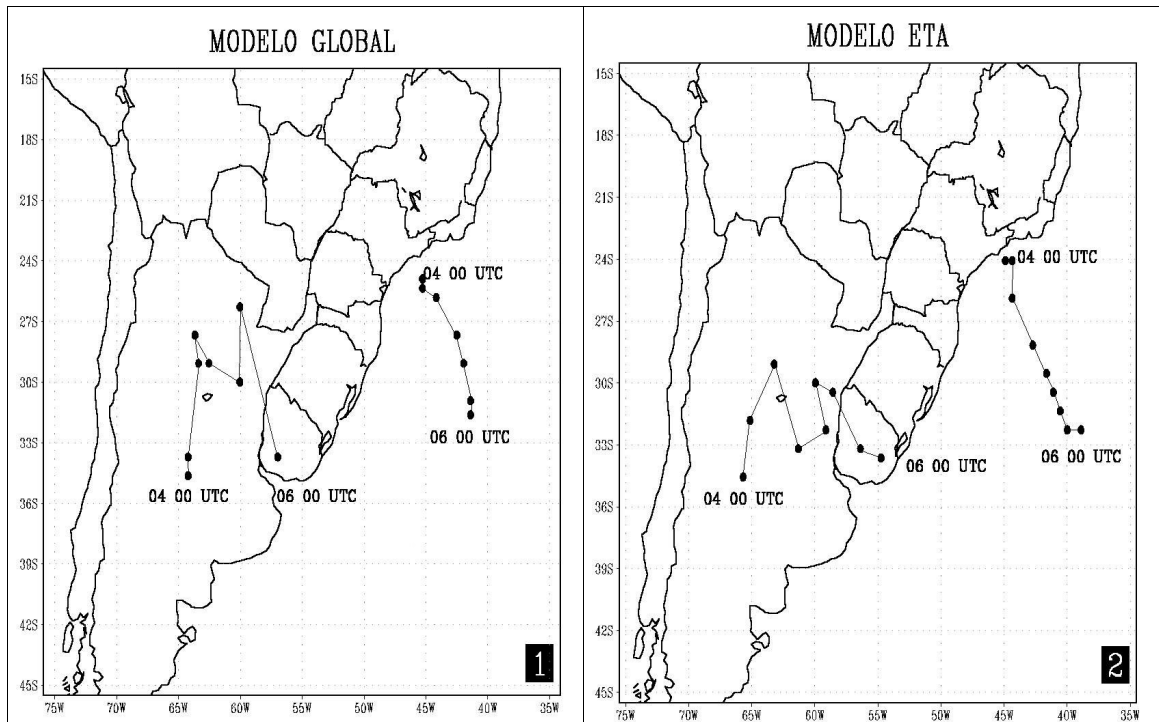 MODELO GLOBAL
16S
18S
21S
24S
27S
30S
33S
36S
39S
42S
45S
04 00 UTC
06 00 UTC
04 00 UTC
06 00 UTC
1
75W
70W
65W
60W
55W
50W
45W
40W
35W
MODELO ETA
15S
18S
21S
24S
27S
30S
33S
36S
39S
42S
45S
04 00 UTC
06 00 UTC
06 00 UTC
04 00 UTC
2
75W
70W
65W
60W
55W
50W
45W
40W
35W